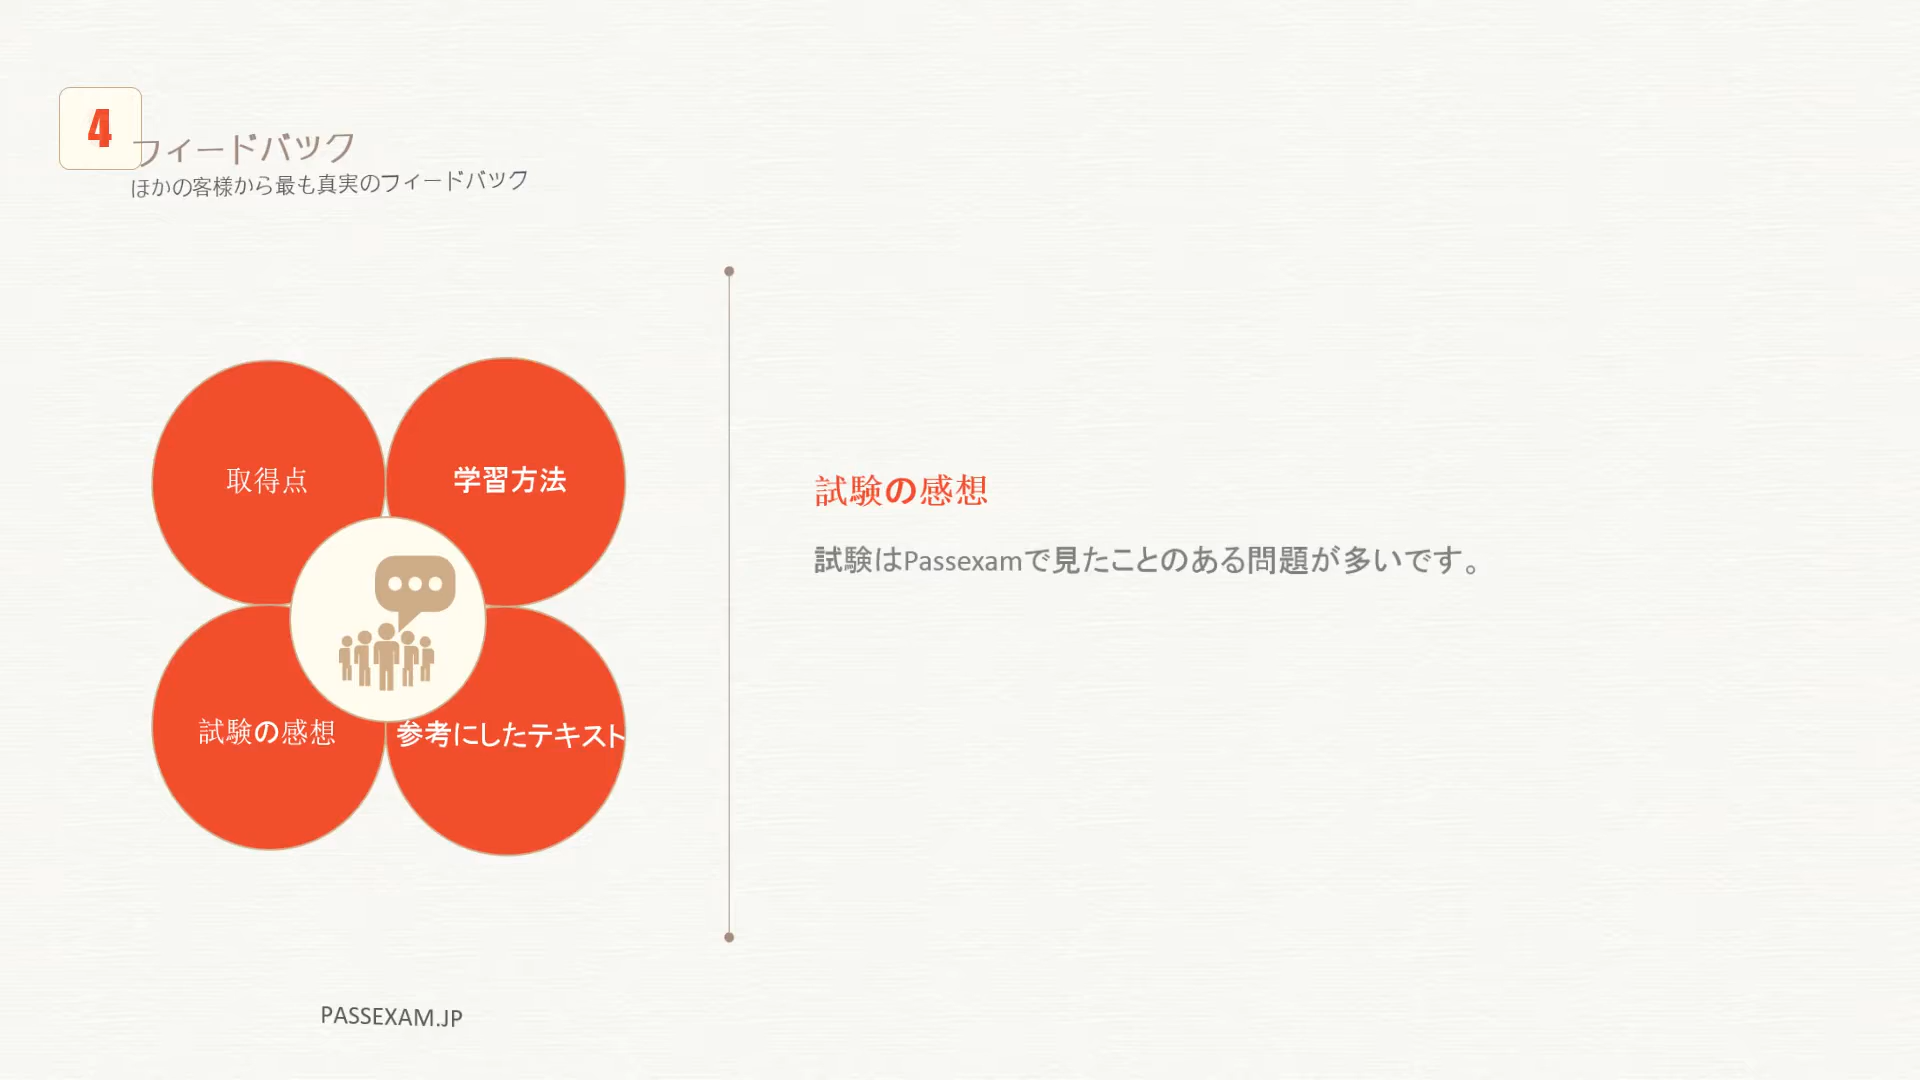 4
フィードバック
ほかの客様から最も真実のフィードバック
取得点
学習方法
試験の感想
参考にしたテキスト
試験の感想
試験はPassexamで見たことのある問題が多いです。
PASSEXAM.JP